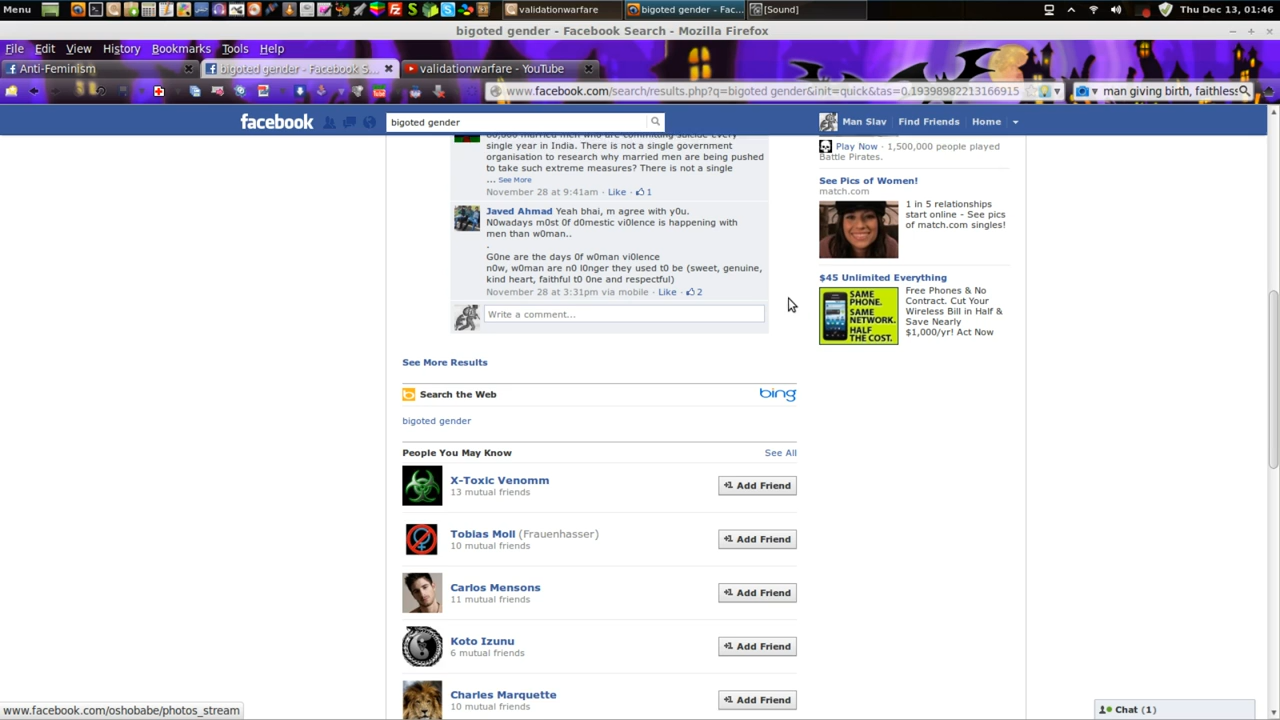 Menu
validationwarfare
bigoted gender - Fac...
[Sound]
Thu Dec 13, 01:46
bigoted gender - Facebook Search - Mozilla Firefox
File Edit View History Bookmarks Tools Help
Anti-Feminism
bigoted gender - Facebook S...
validationwarfare - YouTube
www.facebook.com/search/results.php?q=bigoted gender&init=quick&tas=0.19398982213166915
man giving birth, faithless
facebook
bigoted gender
Man Slav
Find Friends
Home
single year in India. There is not a single government
organisation to research why married men are being pushed
to take such extreme measures? There is not a single
... See More
November 28 at 9:41am · Like · 1
Javed Ahmad Yeah bhai, m agree with y0u.
N0wadays m0st 0f d0mestic vi0lence is happening with
men than w0man..
.
G0ne are the days 0f w0man vi0lence
n0w, w0man are n0 l0nger they used t0 be (sweet, genuine,
kind heart, faithful t0 0ne and respectful)
November 28 at 3:31pm via mobile · Like · 2
Write a comment...
See More Results
Search the Web
bing
bigoted gender
People You May Know
See All
X-Toxic Venomm
13 mutual friends
+1 Add Friend
Tobias Moll (Frauenhasser)
10 mutual friends
+1 Add Friend
Carlos Mensons
11 mutual friends
+1 Add Friend
Koto Izunu
6 mutual friends
+1 Add Friend
Charles Marquette
10 mutual friends
+1 Add Friend
Play Now · 1,500,000 people played
Battle Pirates.
See Pics of Women!
match.com
1 in 5 relationships
start online - See pics
of match.com singles!
$45 Unlimited Everything
SAME
PHONE.
SAME
NETWORK.
HALF
THE COST.
Free Phones & No
Contract. Cut Your
Wireless Bill in Half &
Save Nearly
$1,000/yr! Act Now
www.facebook.com/oshobabe/photos_stream
Chat (1)